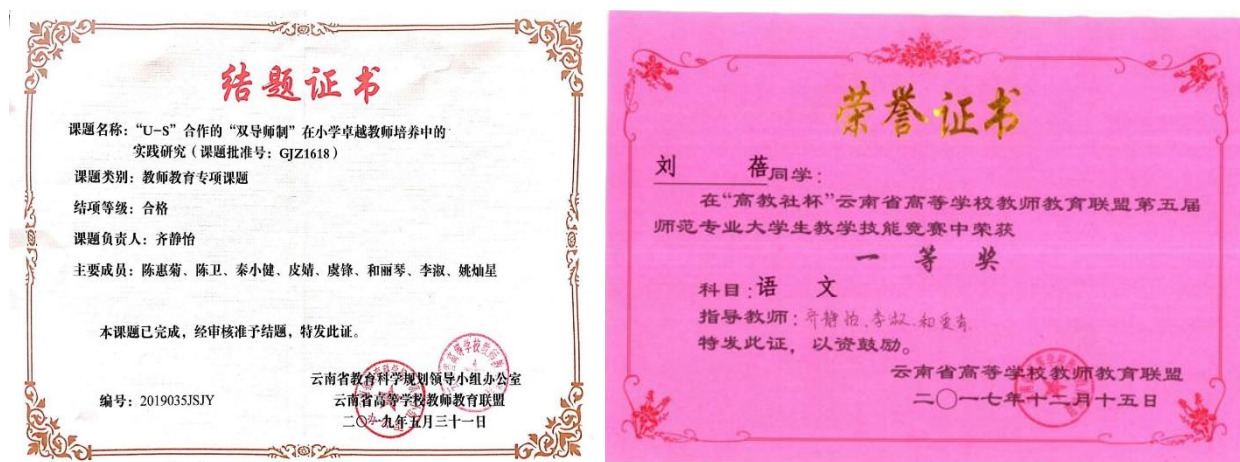 结题证书
课题名称：“U-S”合作的“双导师制”在小学卓越教师培养中的
实践研究（课题批准号：GJZ1618）
课题类别：教师教育专项课题
结项等级：合格
课题负责人：齐静怡
主要成员：陈惠菊、陈卫、秦小健、皮婧、虞锋、和丽琴、李淑、姚灿星
本课题已完成，经审核准予结题，特发此证。
云南省教育科学规划领导小组办公室
编号：2019035JSJY
云南省高等学校教师教育联盟
二〇一九年五月三十一日
荣誉证书
刘 蓓同学：
在“高教社杯”云南省高等学校教师教育联盟第五届
师范专业大学生教学技能竞赛中荣获
一等奖
科目：语 文
指导教师：齐静怡、李淑、和爱青
特发此证，以资鼓励。
云南省高等学校教师教育联盟
二〇一七年十二月十五日